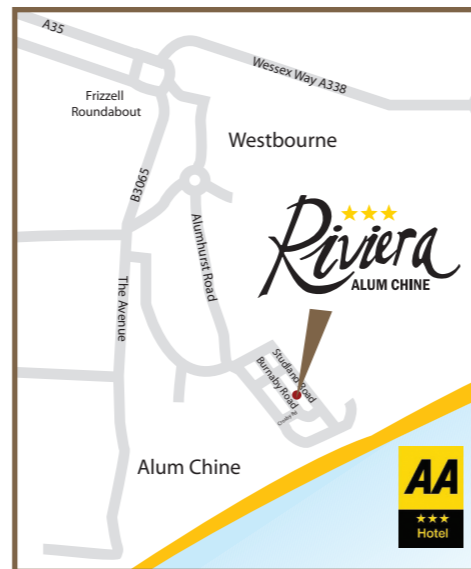 A35
Wessex Way A338
Frizzell
Roundabout
Westbourne
B3065
Alumhurst Road
★★★
Riviera
ALUM CHINE
The Avenue
Studland Road
Burnaby Road
Alum Chine
AA
★★★
Hotel